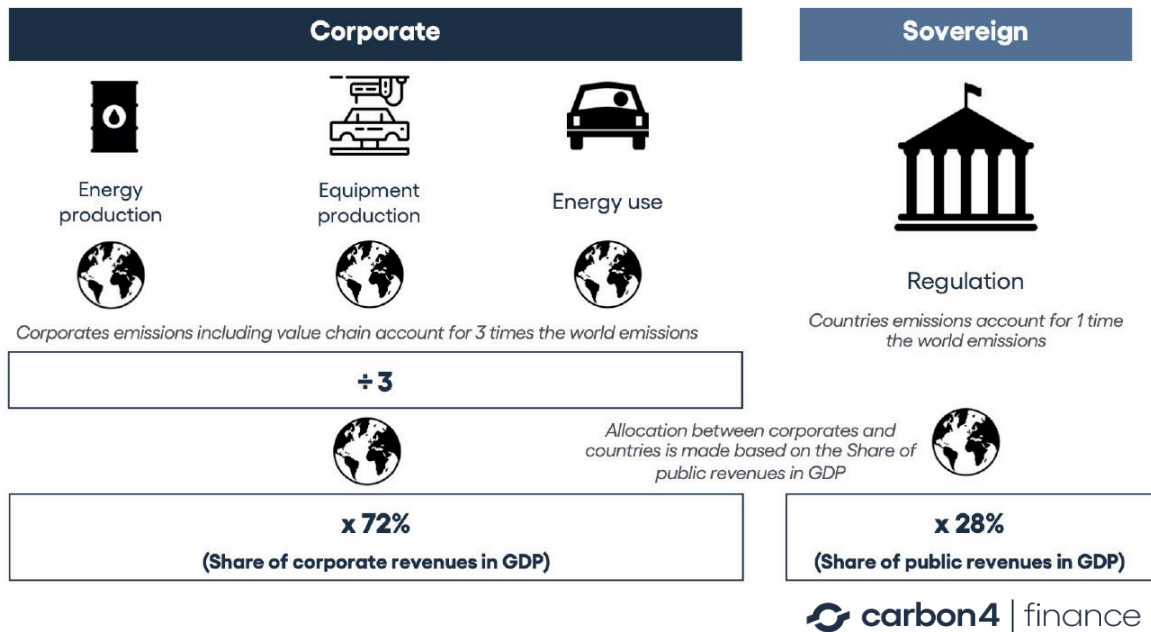 Corporate
Sovereign
Energy
production
Equipment
production
Energy use
Regulation
Corporates emissions including value chain account for 3 times the world emissions
Countries emissions account for 1 time
the world emissions
÷ 3
Allocation between corporates and
countries is made based on the Share of
public revenues in GDP
x 72%
(Share of corporate revenues in GDP)
x 28%
(Share of public revenues in GDP)
carbon4 | finance